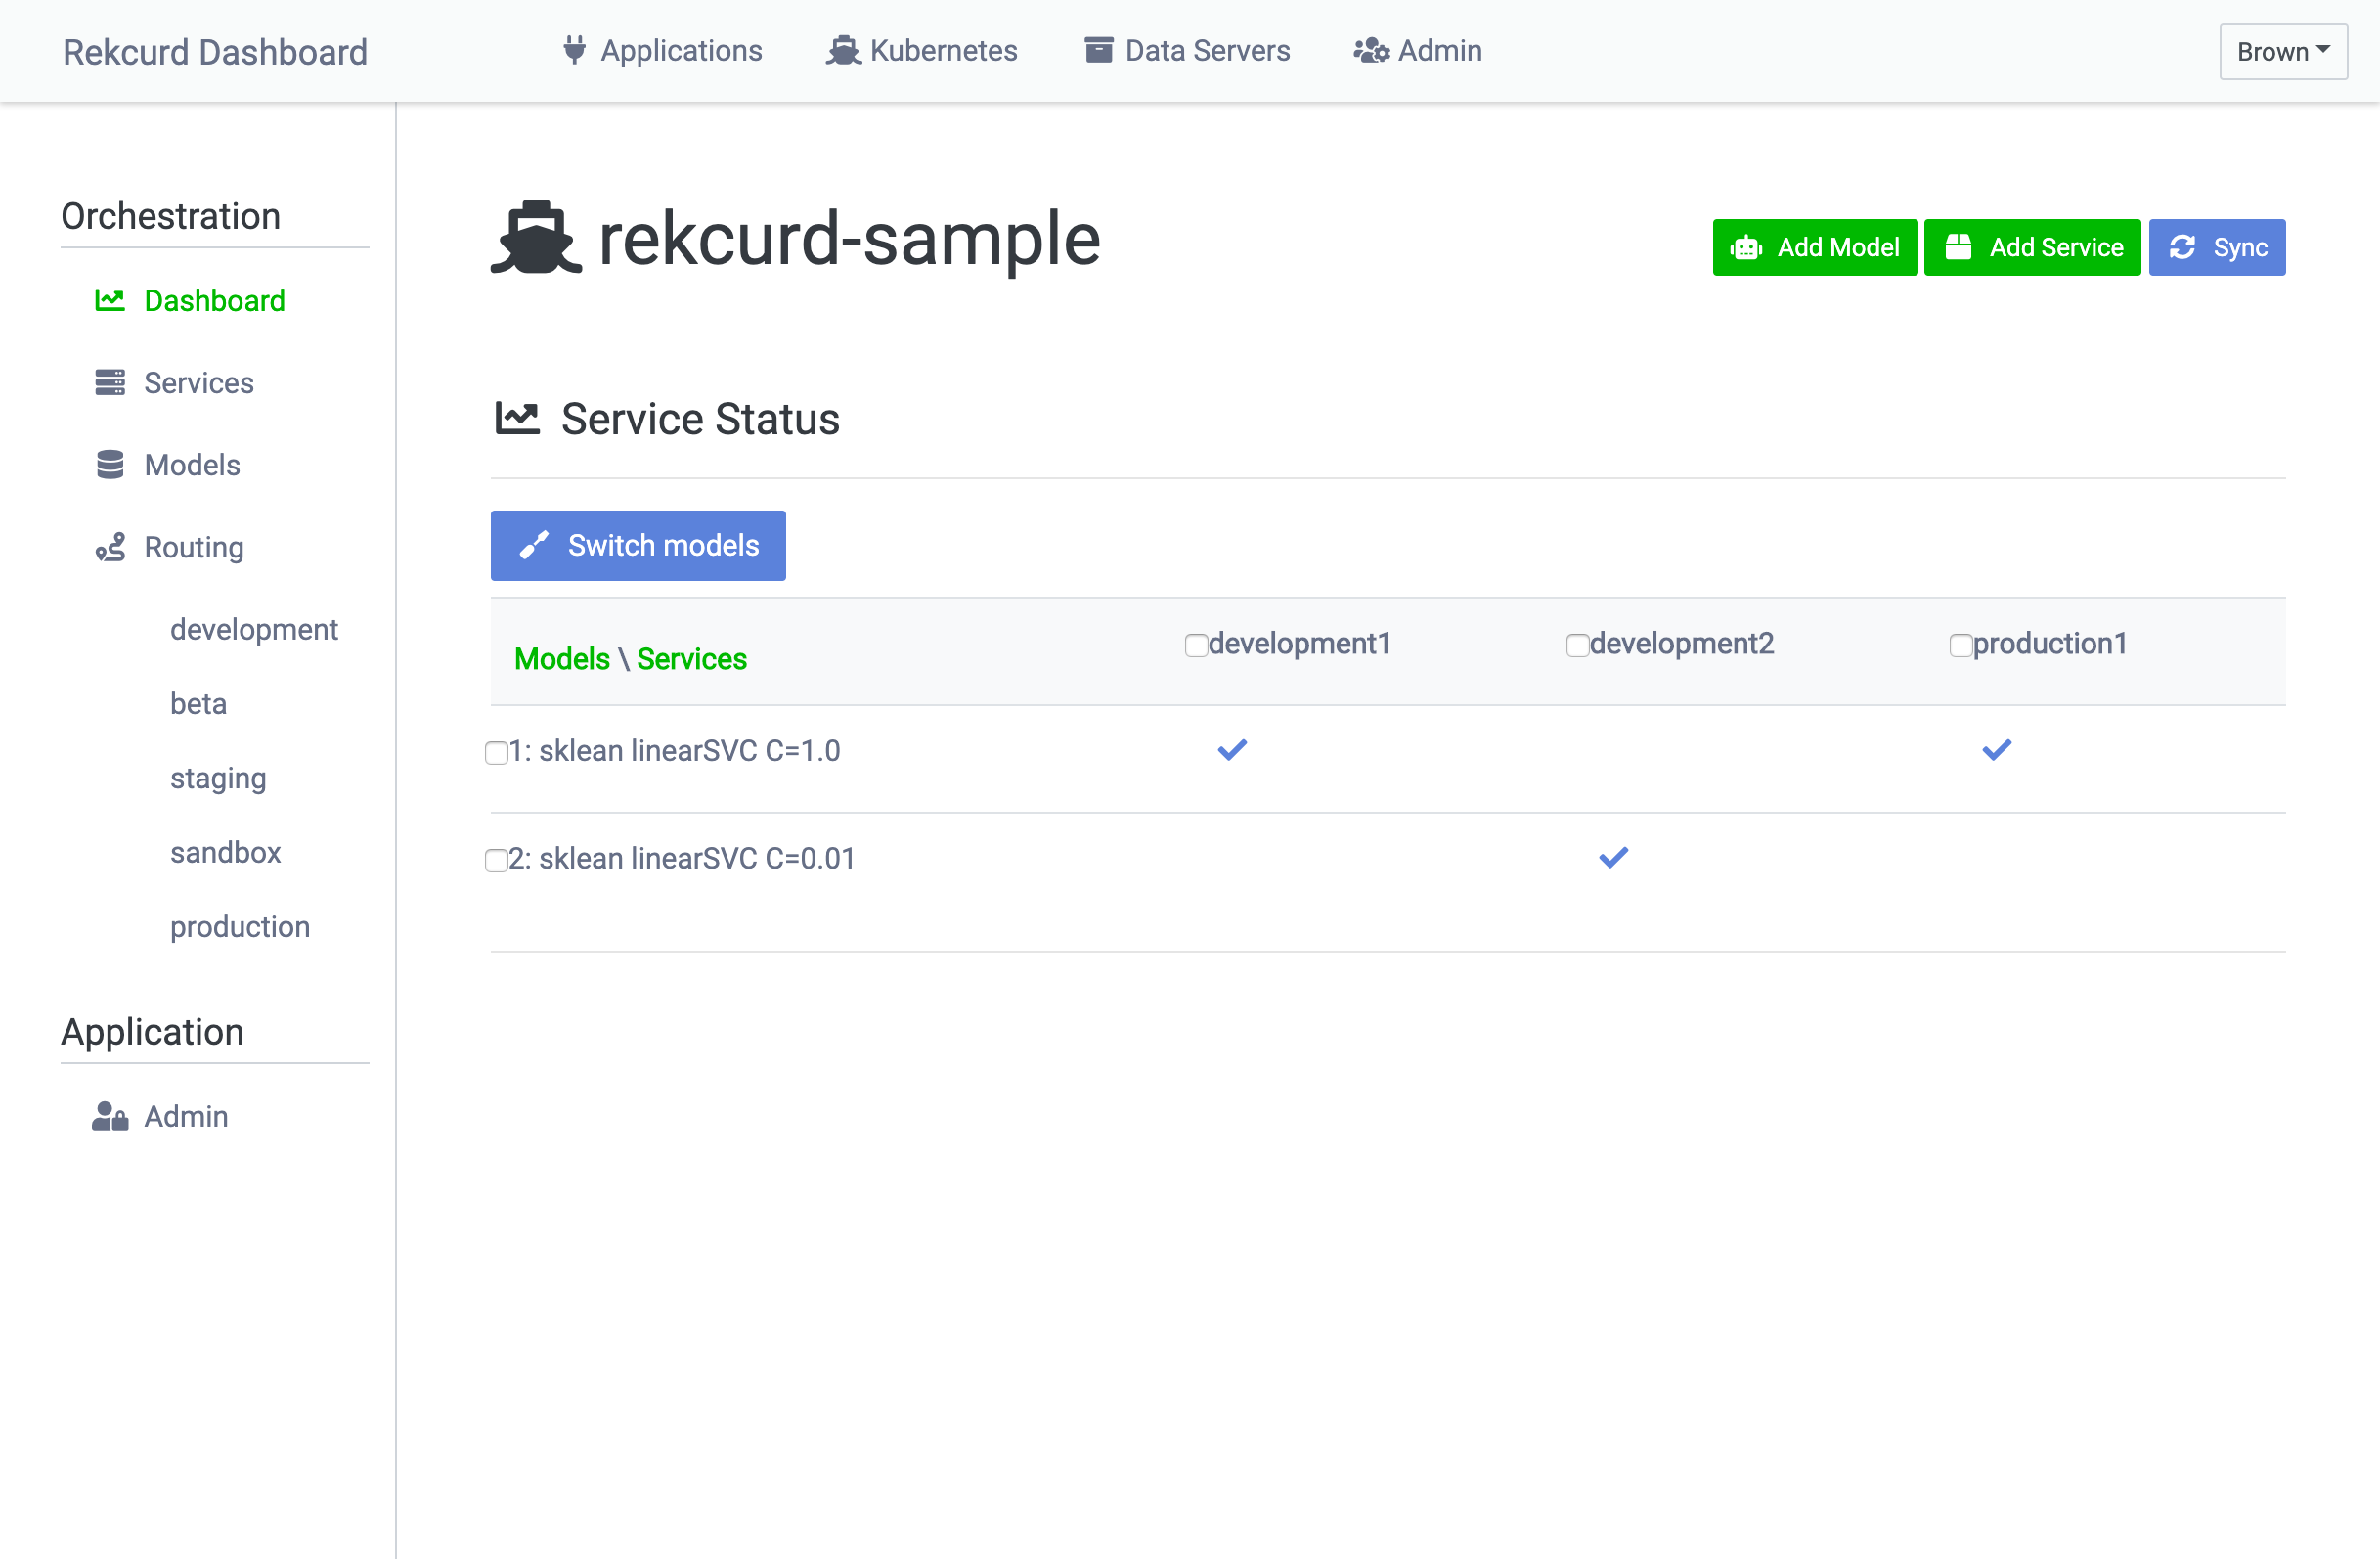 Rekcurd Dashboard Applications Kubernetes Data Servers Admin Brown
Orchestration
Dashboard
Services
Models
Routing
development
beta
staging
sandbox
production
Application
Admin
rekcurd-sample
Add Model Add Service Sync
Service Status
Switch models
Models \ Services development1 development2 production1
1: sklean linearSVC C=1.0
2: sklean linearSVC C=0.01